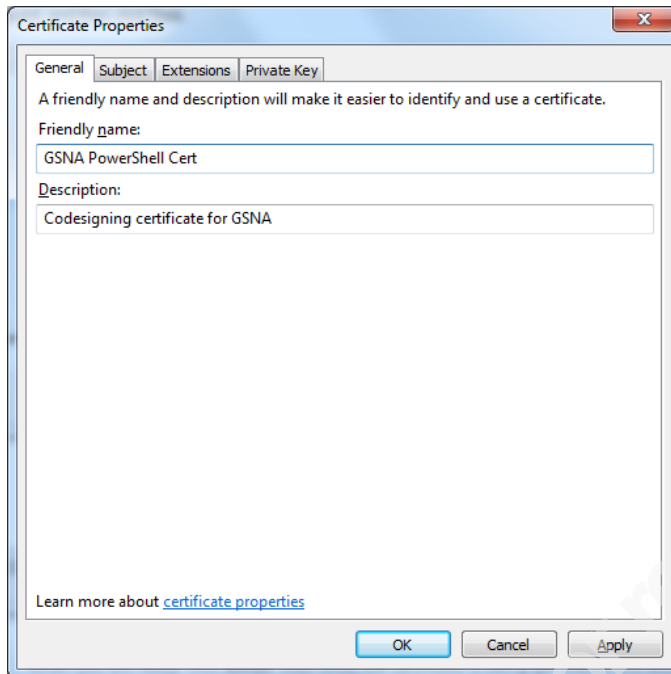 Certificate Properties
General Subject Extensions Private Key
A friendly name and description will make it easier to identify and use a certificate.
Friendly name:
GSNA PowerShell Cert
Description:
Codesigning certificate for GSNA
Learn more about certificate properties
OK Cancel Apply